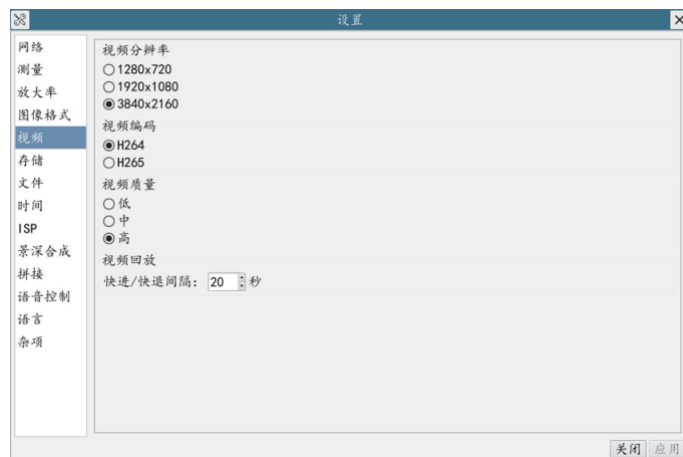 设置
网络
测量
放大率
图像格式
视频
存储
文件
时间
ISP
景深合成
拼接
语音控制
语言
杂项
视频分辨率
1280x720
1920x1080
3840x2160
视频编码
H264
H265
视频质量
低
中
高
视频回放
快进/快退间隔: 20 秒
关闭 应用